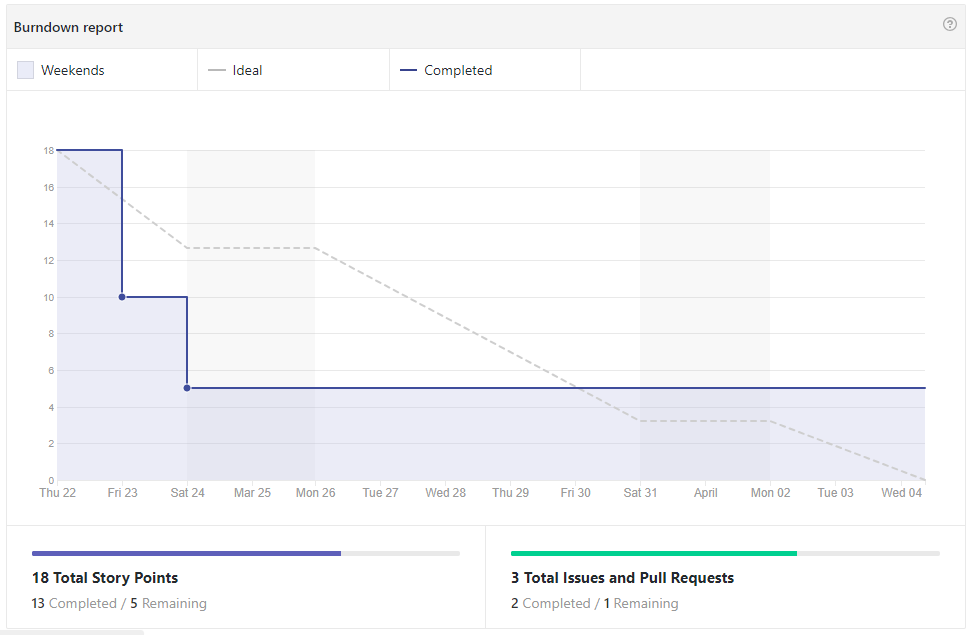 Burndown report
?
Weekends Ideal Completed
18
16
14
12
10
8
6
4
2
0
Thu 22 Fri 23 Sat 24 Mar 25 Mon 26 Tue 27 Wed 28 Thu 29 Fri 30 Sat 31 April Mon 02 Tue 03 Wed 04
18 Total Story Points
13 Completed / 5 Remaining
3 Total Issues and Pull Requests
2 Completed / 1 Remaining